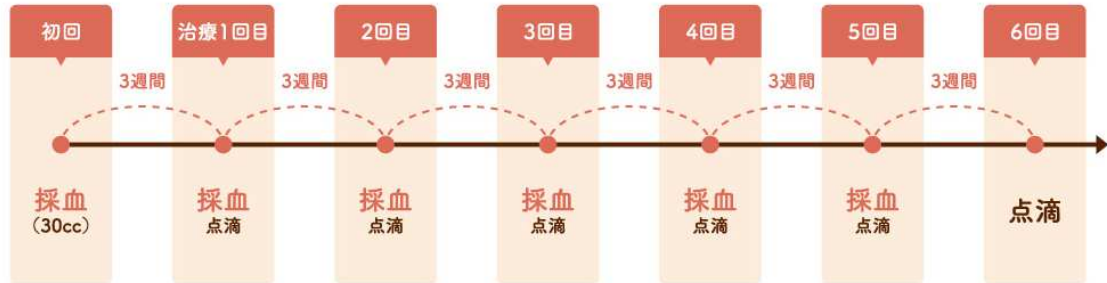 初回
治療1回目
2回目
3回目
4回目
5回目
6回目
3週間
3週間
3週間
3週間
3週間
3週間
採血
(30cc)
採血
点滴
採血
点滴
採血
点滴
採血
点滴
採血
点滴
点滴